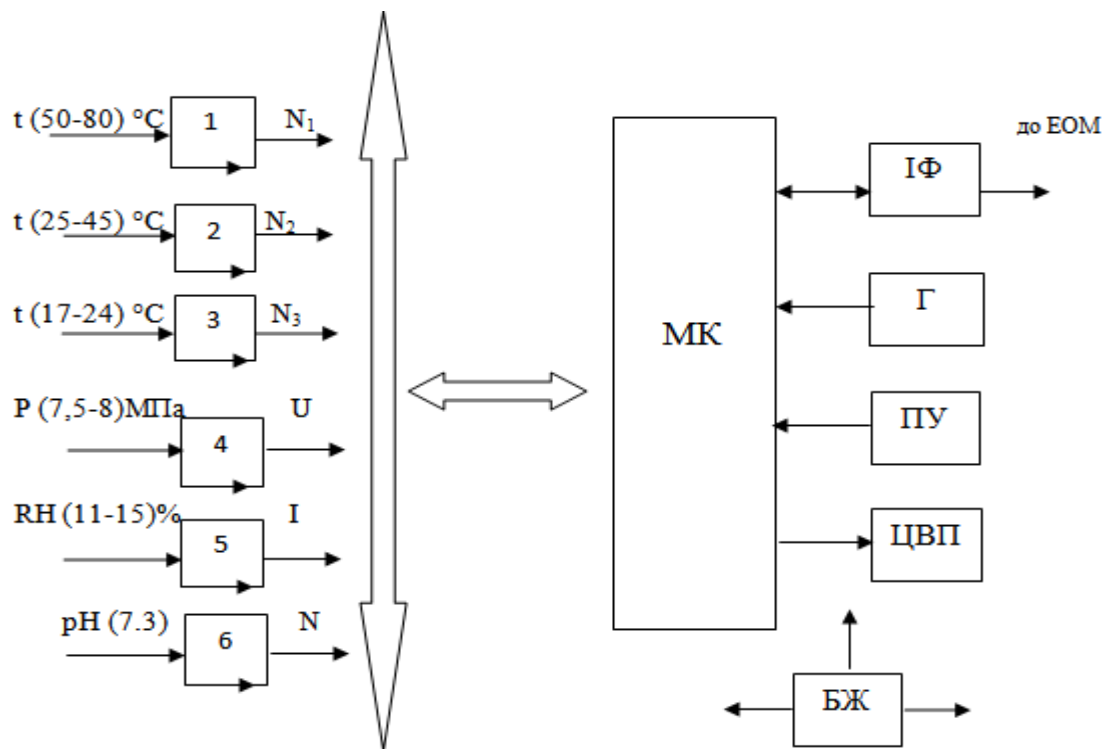 t (50-80) °C
1
N₁
t (25-45) °C
2
N₂
t (17-24) °C
3
N₃
P (7,5-8)МПа
4
U
RH (11-15)%
5
I
pH (7.3)
6
N
МК
до ЕОМ
ІФ
Г
ПУ
ЦВП
БЖ